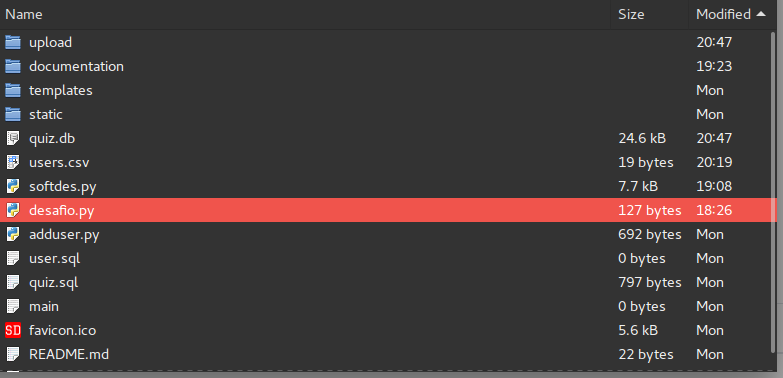 Name Size Modified
upload 20:47
documentation 19:23
templates Mon
static Mon
quiz.db 24.6 kB 20:47
users.csv 19 bytes 20:19
softdes.py 7.7 kB 19:08
desafio.py 127 bytes 18:26
adduser.py 692 bytes Mon
user.sql 0 bytes Mon
quiz.sql 797 bytes Mon
main 0 bytes Mon
SD favicon.ico 5.6 kB Mon
README.md 22 bytes Mon